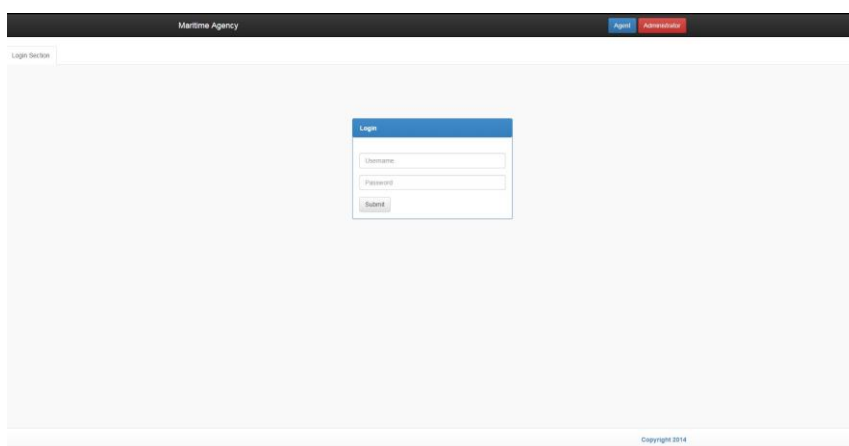 Maritime Agency
Agent
Administrator
Login Section
Login
Username
Password
Submit
Copyright 2014